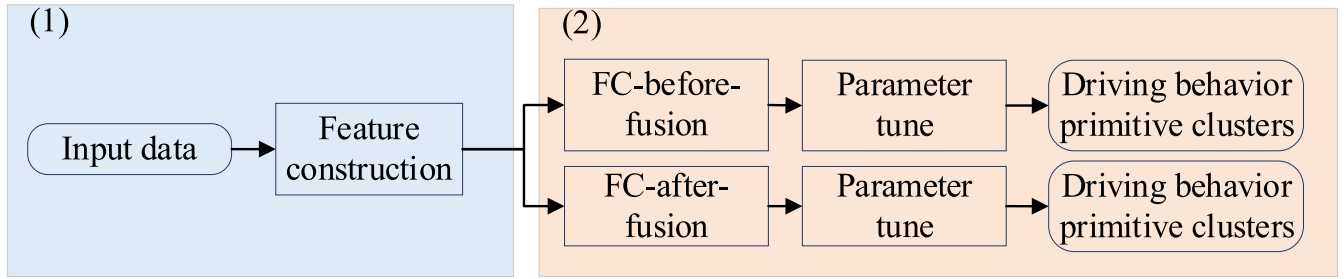 (1)
Input data
Feature
construction
(2)
FC-before-
fusion
Parameter
tune
Driving behavior
primitive clusters
FC-after-
fusion
Parameter
tune
Driving behavior
primitive clusters